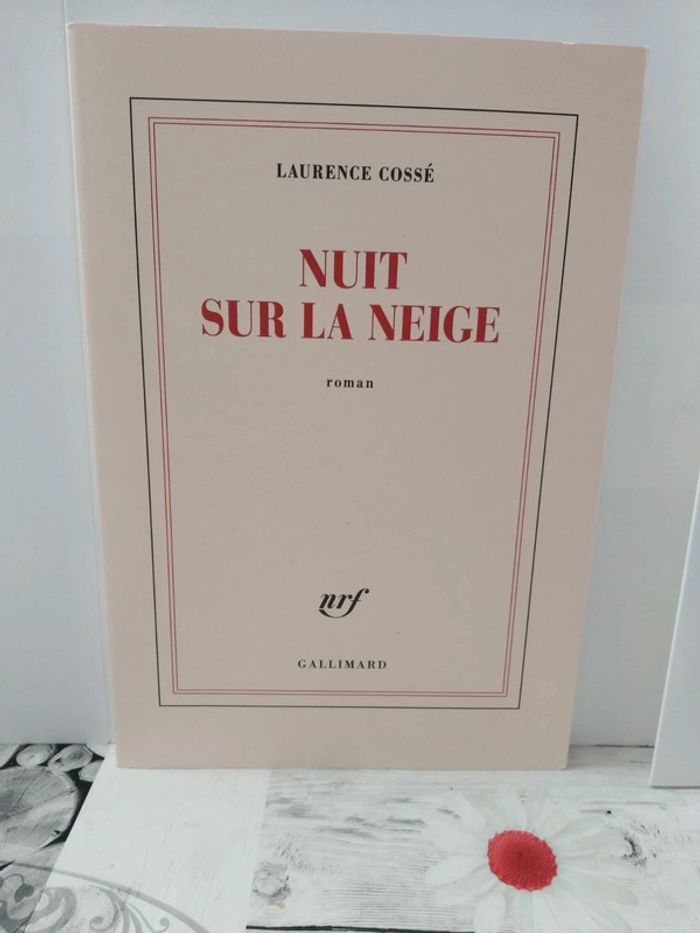 LAURENCE COSSÉ
NUIT
SUR LA NEIGE
roman
nrf
GALLIMARD